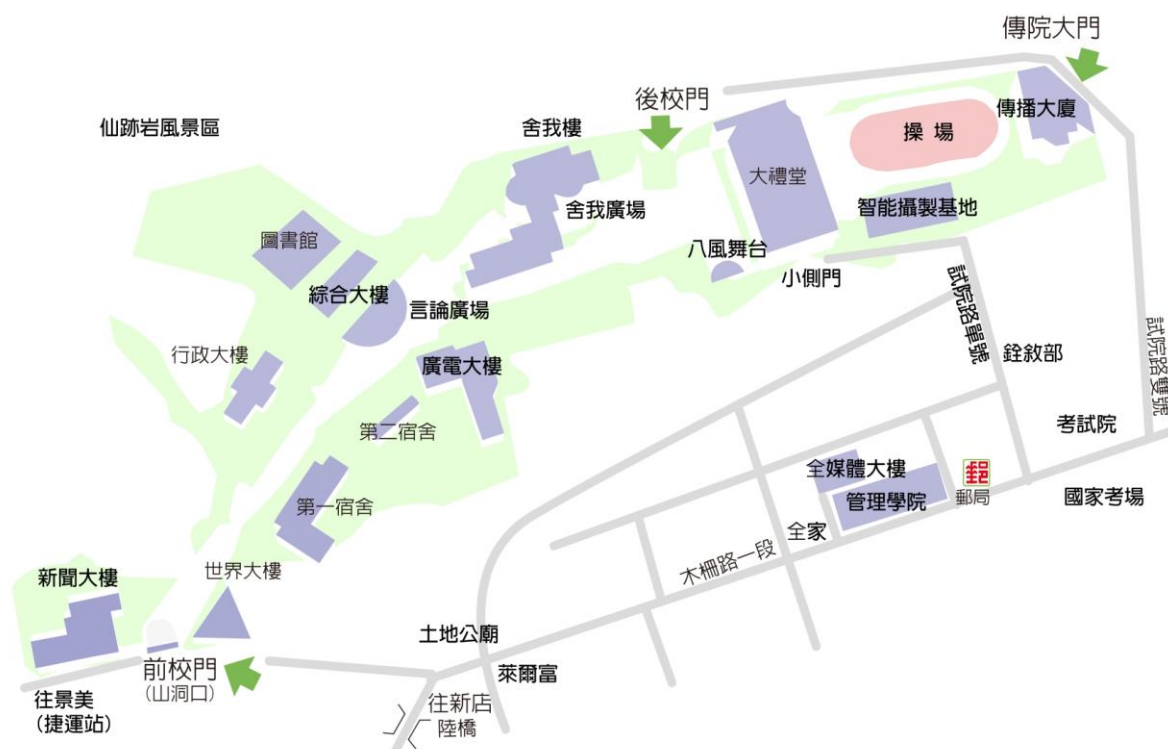 傳院大門
後校門
仙跡岩風景區
舍我樓
傳播大廈
操 場
大禮堂
舍我廣場
智能攝製基地
圖書館
八風舞台
小側門
綜合大樓
言論廣場
試院路單號
試院路雙號
行政大樓
廣電大樓
銓敘部
第二宿舍
考試院
全媒體大樓
管理學院
郵
郵局
國家考場
第一宿舍
全家
木柵路一段
世界大樓
新聞大樓
土地公廟
前校門
(山洞口)
萊爾富
往景美
(捷運站)
往新店
陸橋